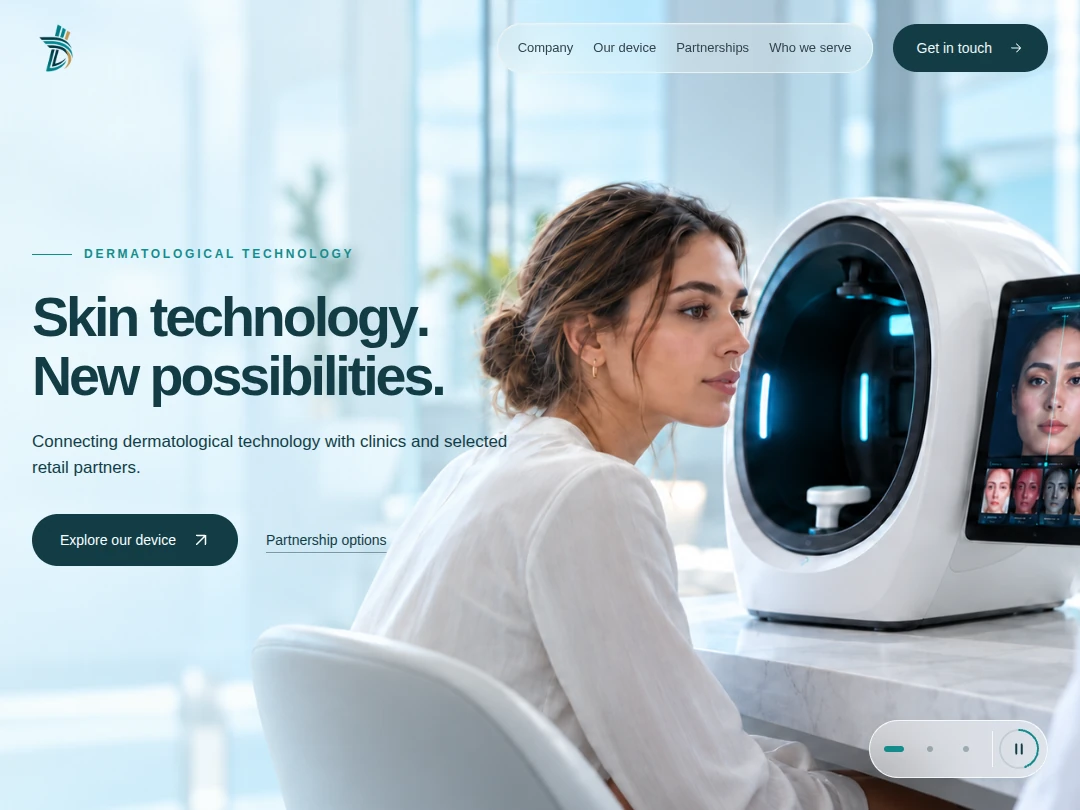 Company
Our device
Partnerships
Who we serve
Get in touch
DERMATOLOGICAL TECHNOLOGY
Skin technology.
New possibilities.
Connecting dermatological technology with clinics and selected
retail partners.
Explore our device
Partnership options